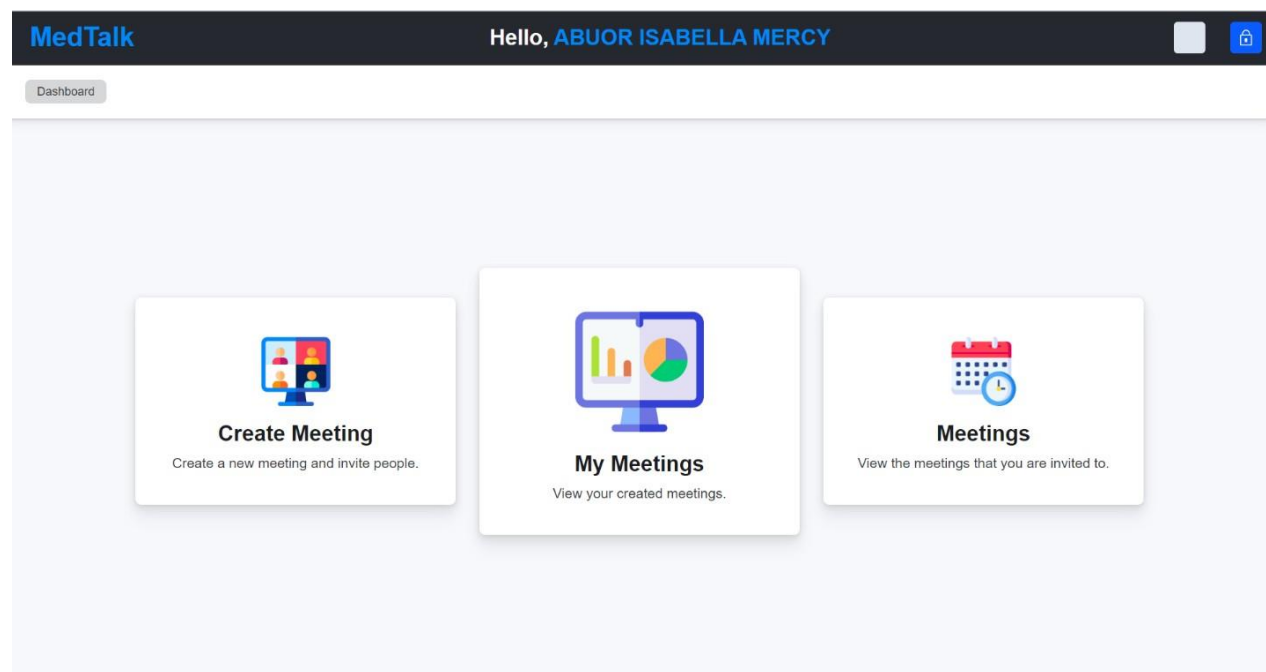 MedTalk
Hello, ABUOR ISABELLA MERCY
Dashboard
Create Meeting
Create a new meeting and invite people.
My Meetings
View your created meetings.
Meetings
View the meetings that you are invited to.